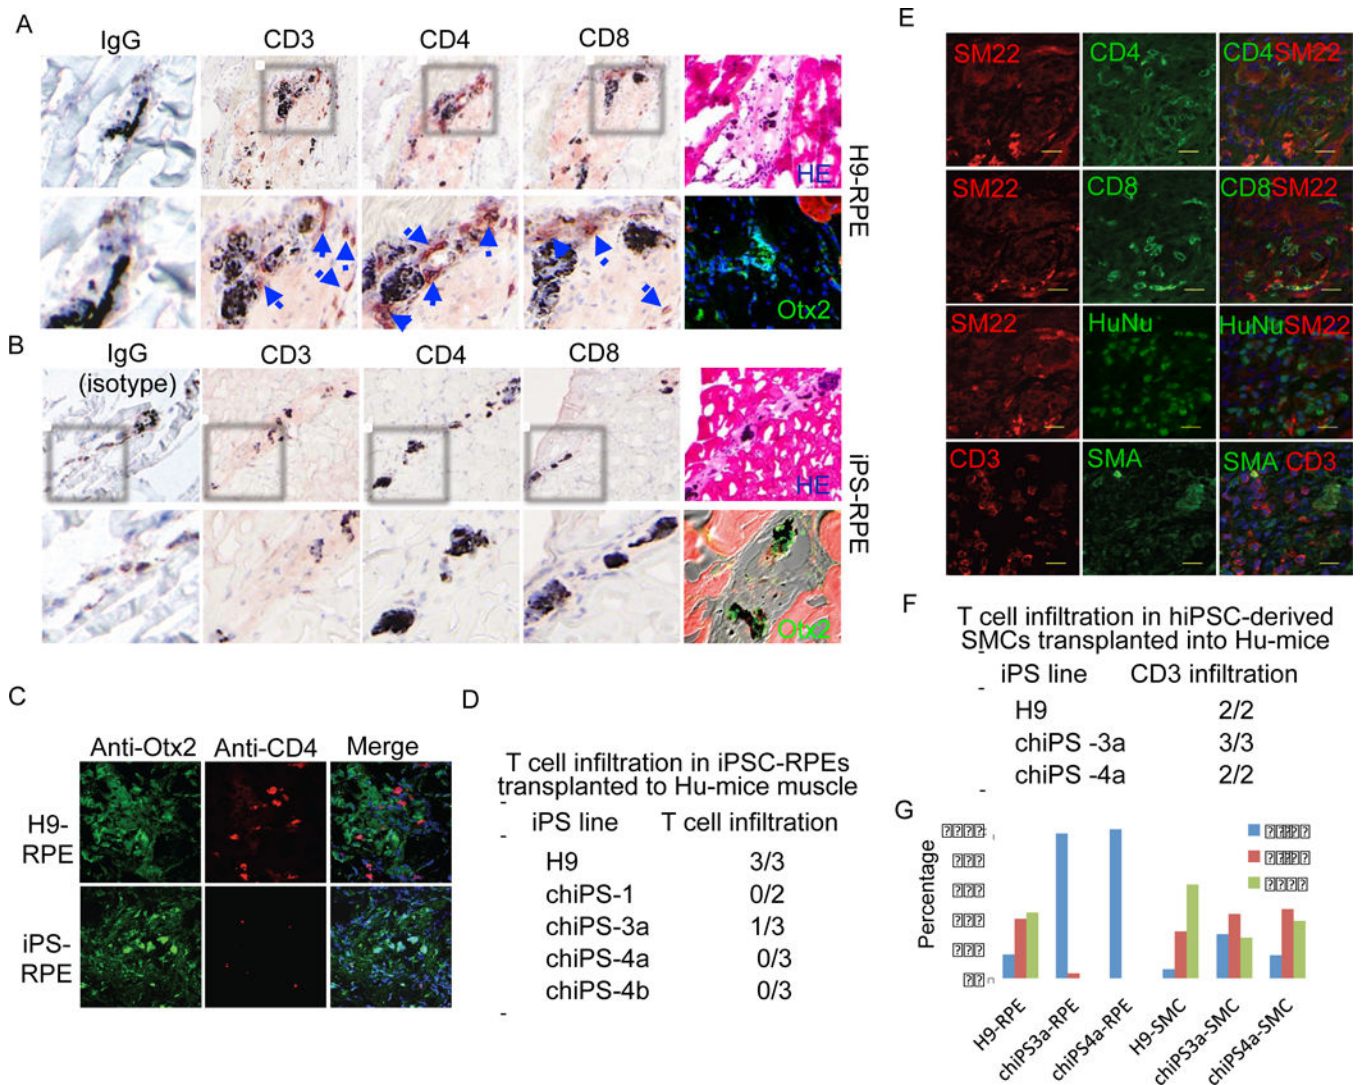 A
IgG
CD3
CD4
CD8
HE
Otx2
H9-RPE
B
IgG
(isotype)
CD3
CD4
CD8
HE
Otx2
iPS-RPE
C
Anti-Otx2 Anti-CD4 Merge
H9-
RPE
iPS-
RPE
D
T cell infiltration in iPSC-RPEs
transplanted to Hu-mice muscle
iPS line T cell infiltration
H9 3/3
chiPS-1 0/2
chiPS-3a 1/3
chiPS-4a 0/3
chiPS-4b 0/3
E
SM22 CD4 CD4SM22
SM22 CD8 CD8SM22
SM22 HuNu HuNuSM22
CD3 SMA SMA CD3
F
T cell infiltration in hiPSC-derived
SMCs transplanted into Hu-mice
iPS line CD3 infiltration
H9 2/2
chiPS -3a 3/3
chiPS -4a 2/2
G
Percentage
H9-RPE
chiPS3a-RPE
chiPS4a-RPE
H9-SMC
chiPS3a-SMC
chiPS4a-SMC